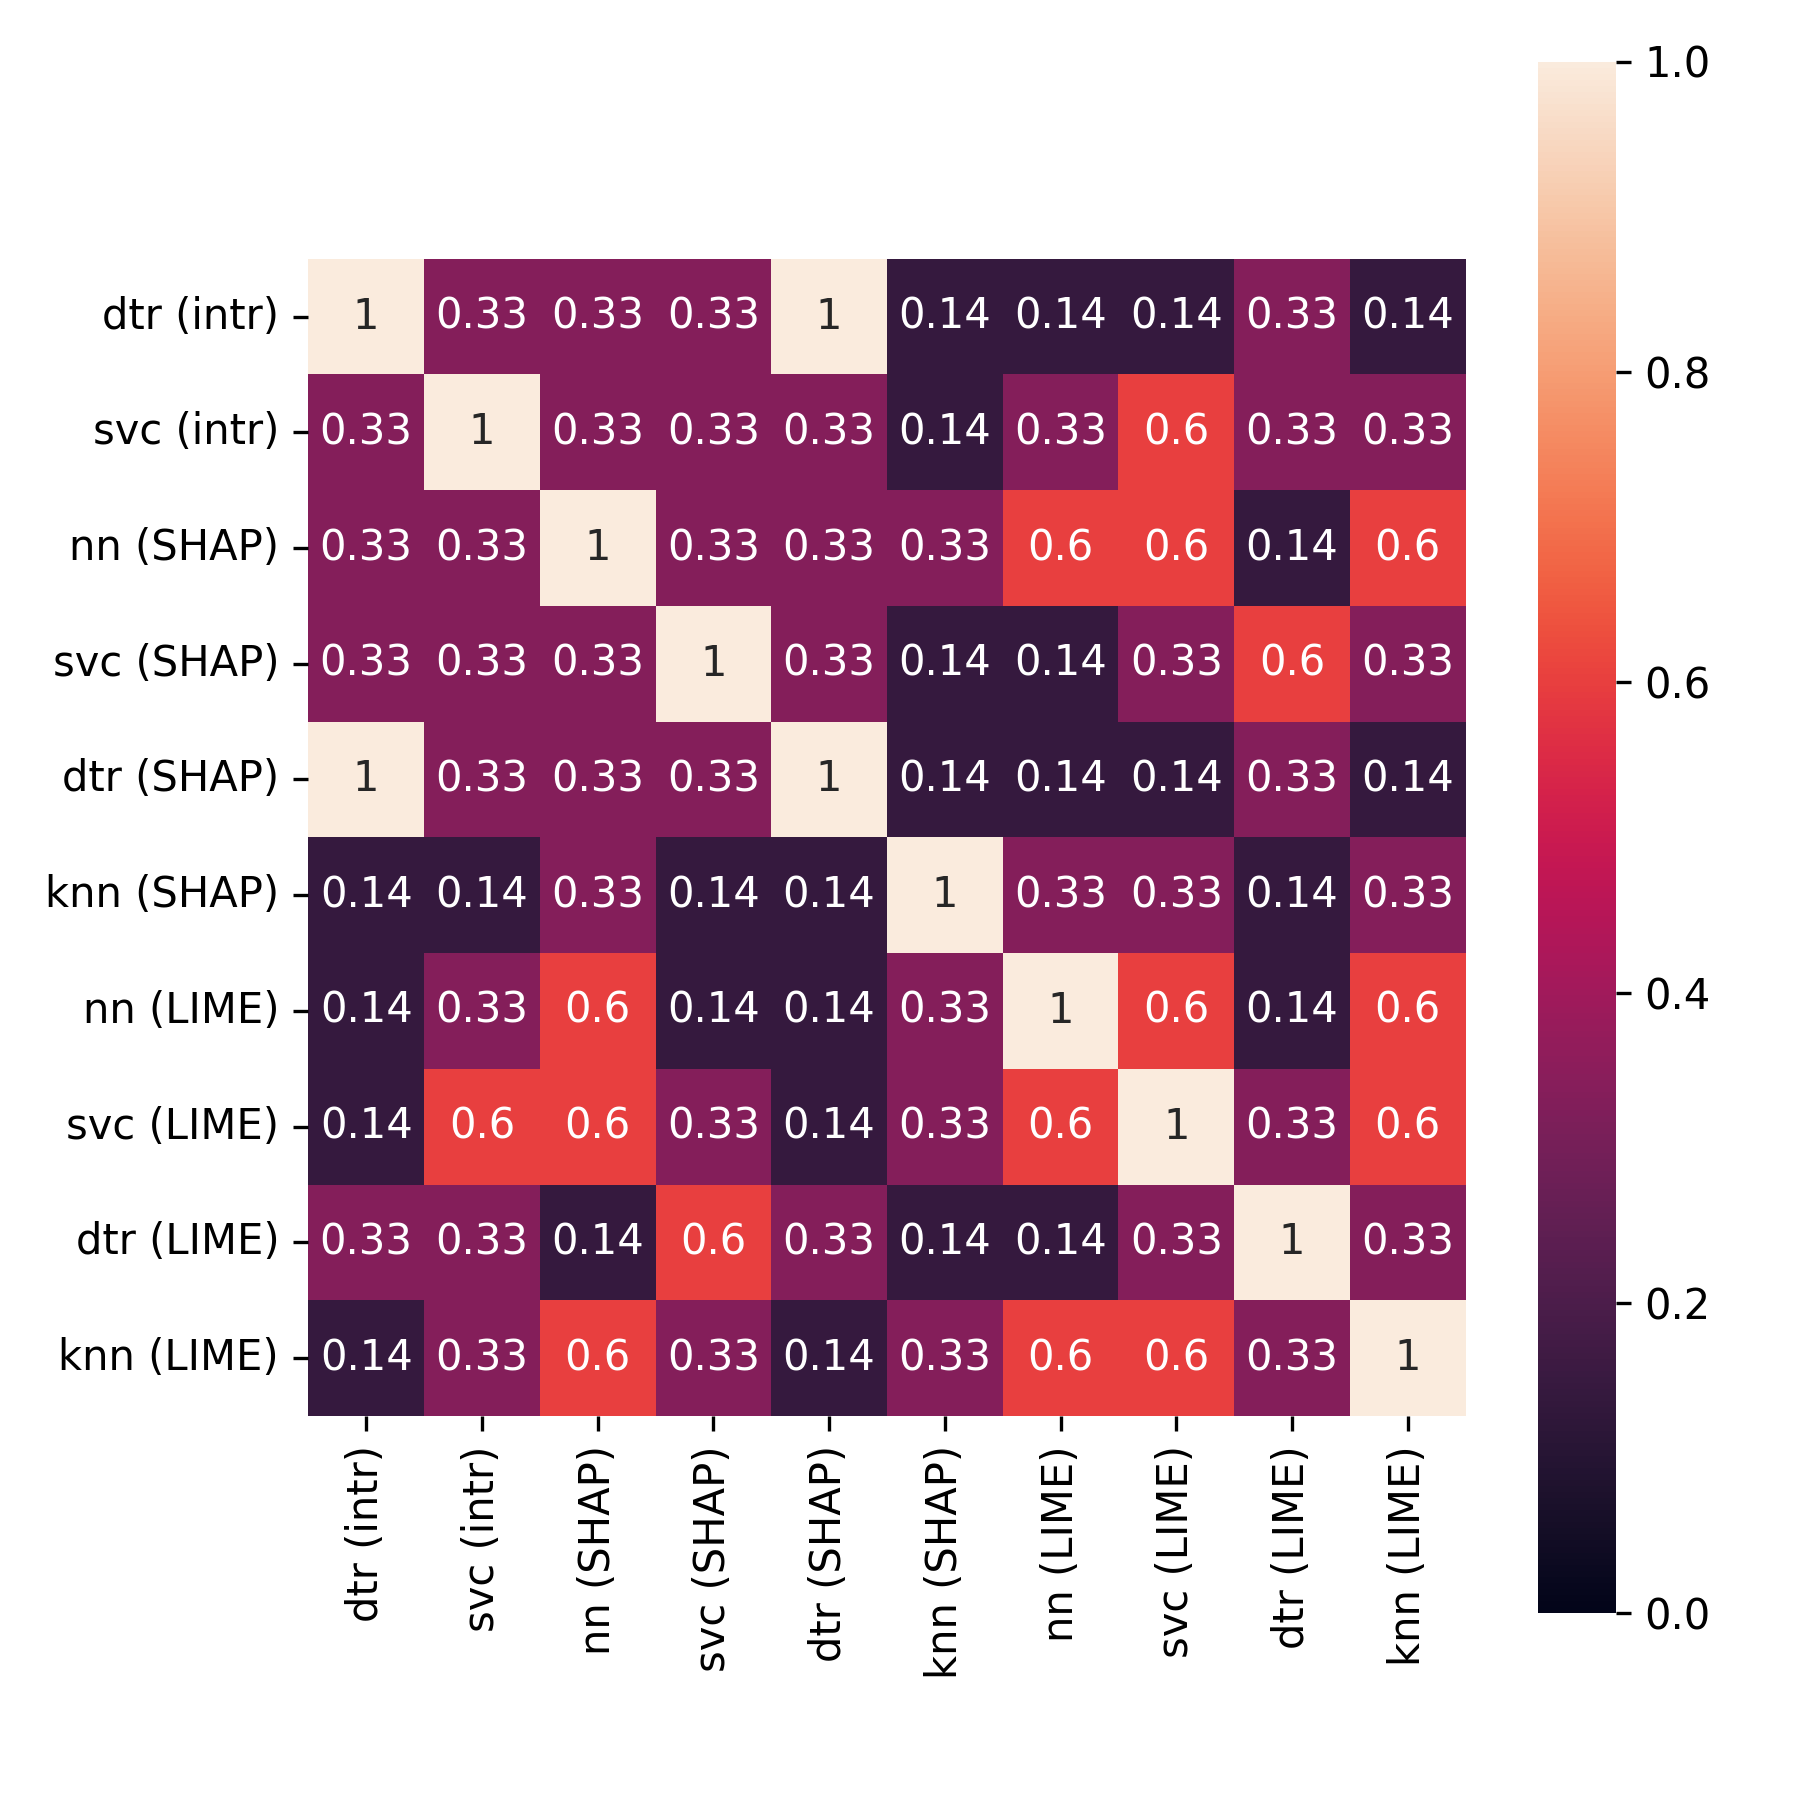 dtr (intr) 1 0.33 0.33 0.33 1 0.14 0.14 0.14 0.33 0.14
svc (intr) 0.33 1 0.33 0.33 0.33 0.14 0.33 0.6 0.33 0.33
nn (SHAP) 0.33 0.33 1 0.33 0.33 0.33 0.6 0.6 0.14 0.6
svc (SHAP) 0.33 0.33 0.33 1 0.33 0.14 0.14 0.33 0.6 0.33
dtr (SHAP) 1 0.33 0.33 0.33 1 0.14 0.14 0.14 0.33 0.14
knn (SHAP) 0.14 0.14 0.33 0.14 0.14 1 0.33 0.33 0.14 0.33
nn (LIME) 0.14 0.33 0.6 0.14 0.14 0.33 1 0.6 0.14 0.6
svc (LIME) 0.14 0.6 0.6 0.33 0.14 0.33 0.6 1 0.33 0.6
dtr (LIME) 0.33 0.33 0.14 0.6 0.33 0.14 0.14 0.33 1 0.33
knn (LIME) 0.14 0.33 0.6 0.33 0.14 0.33 0.6 0.6 0.33 1
dtr (intr)
svc (intr)
nn (SHAP)
svc (SHAP)
dtr (SHAP)
knn (SHAP)
nn (LIME)
svc (LIME)
dtr (LIME)
knn (LIME)
1.0
0.8
0.6
0.4
0.2
0.0